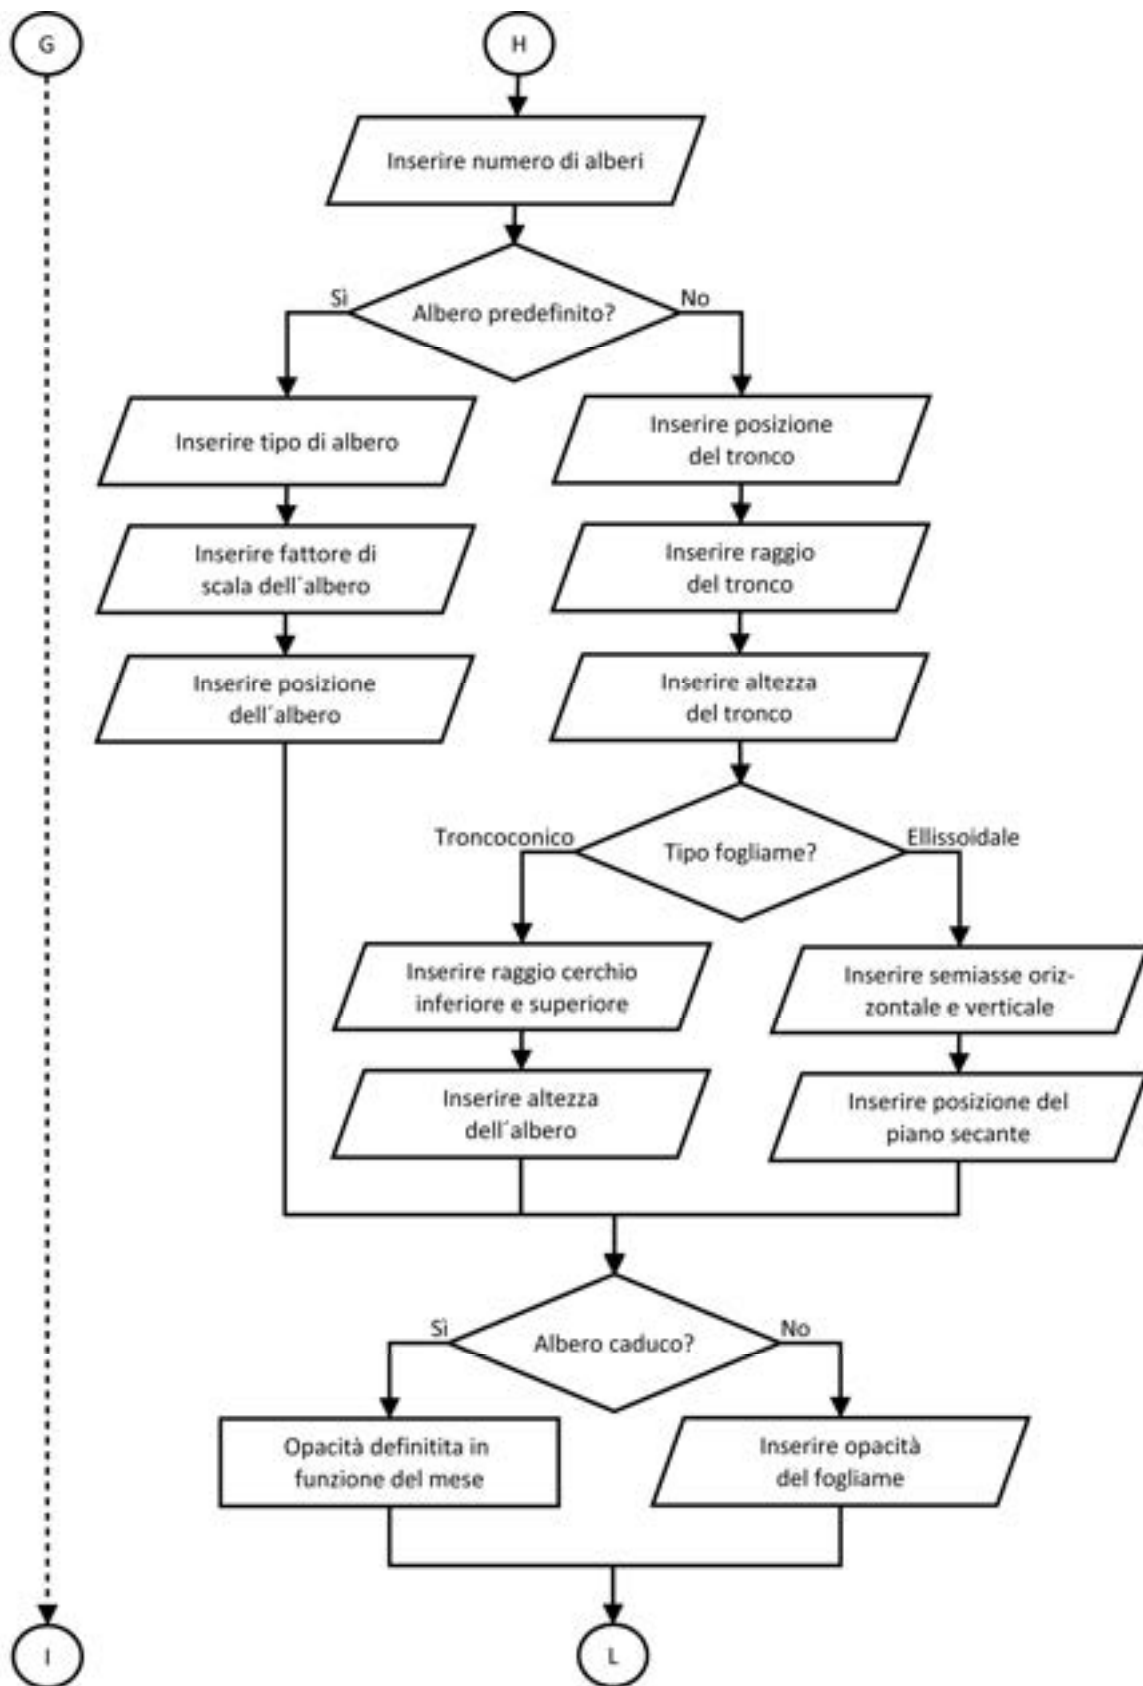 G
H
Inserire numero di alberi
Sì
No
Albero predefinito?
Inserire tipo di albero
Inserire posizione
del tronco
Inserire fattore di
scala dell´albero
Inserire raggio
del tronco
Inserire posizione
dell´albero
Inserire altezza
del tronco
Troncoconico
Ellissoidale
Tipo fogliame?
Inserire raggio cerchio
inferiore e superiore
Inserire semiasse oriz-
zontale e verticale
Inserire altezza
dell´albero
Inserire posizione del
piano secante
Sì
No
Albero caduco?
Opacità definitita in
funzione del mese
Inserire opacità
del fogliame
I
L